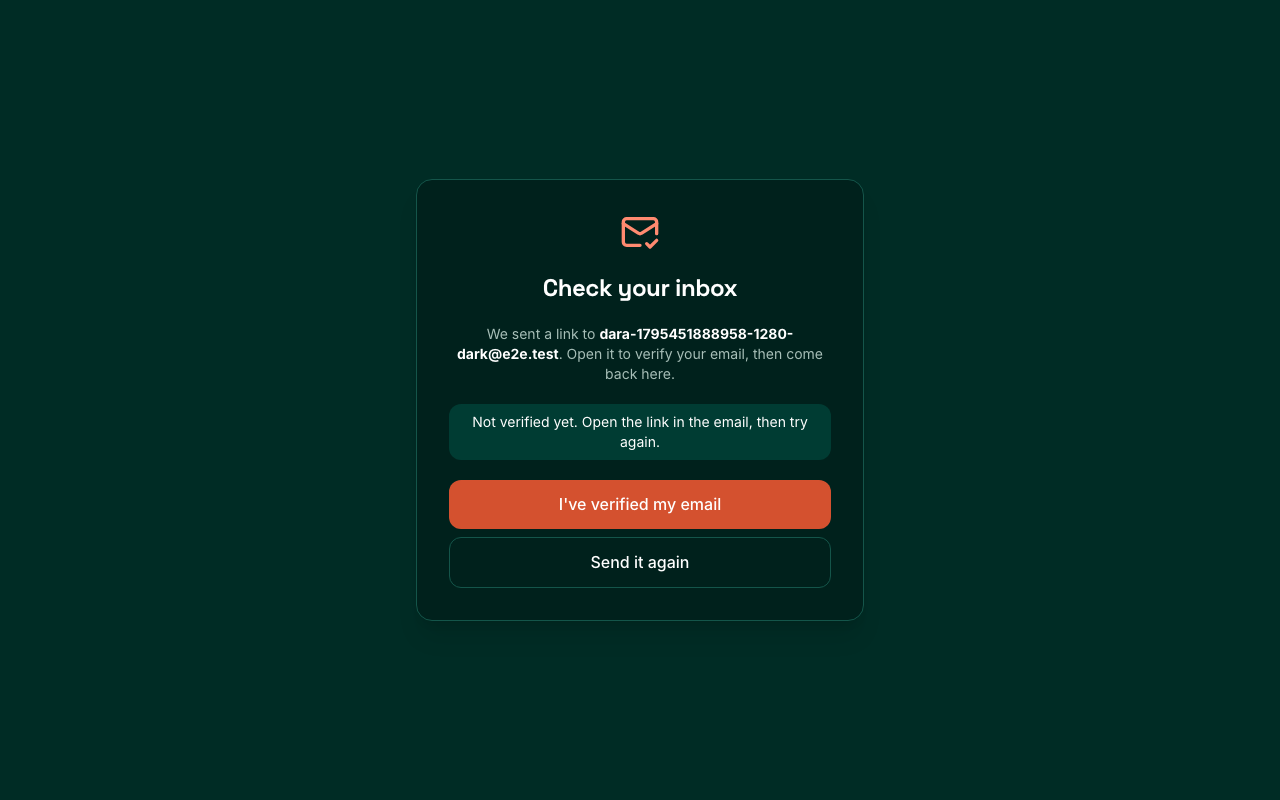 Check your inbox
We sent a link to dara-1795451888958-1280-
dark@e2e.test. Open it to verify your email, then come
back here.
Not verified yet. Open the link in the email, then try
again.
I've verified my email
Send it again